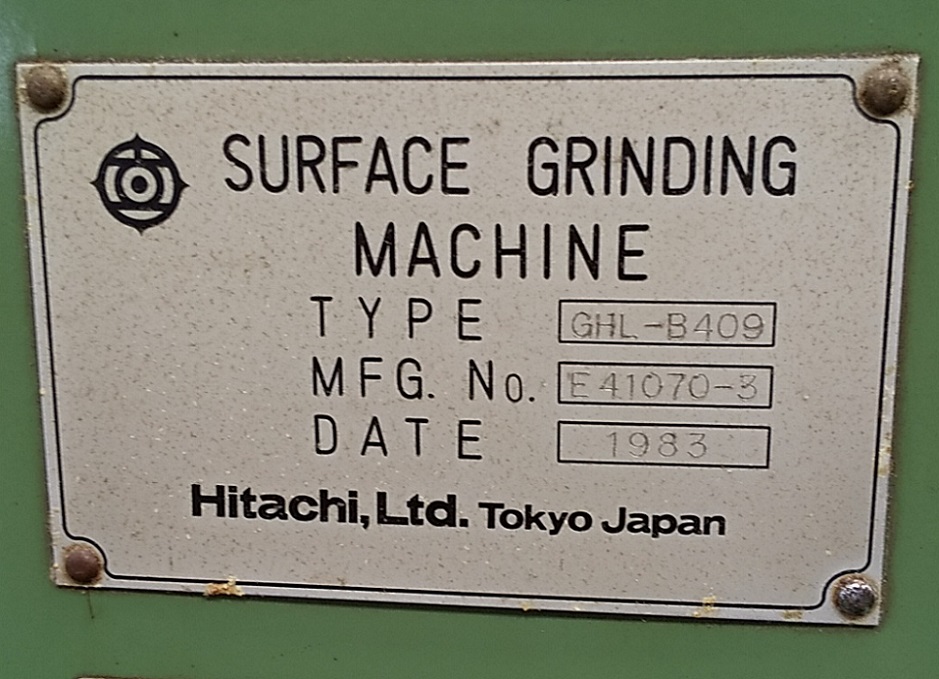 SURFACE GRINDING
MACHINE
TYPE GHL-B409
MFG. No. E41070-3
DATE 1983
Hitachi, Ltd. Tokyo Japan